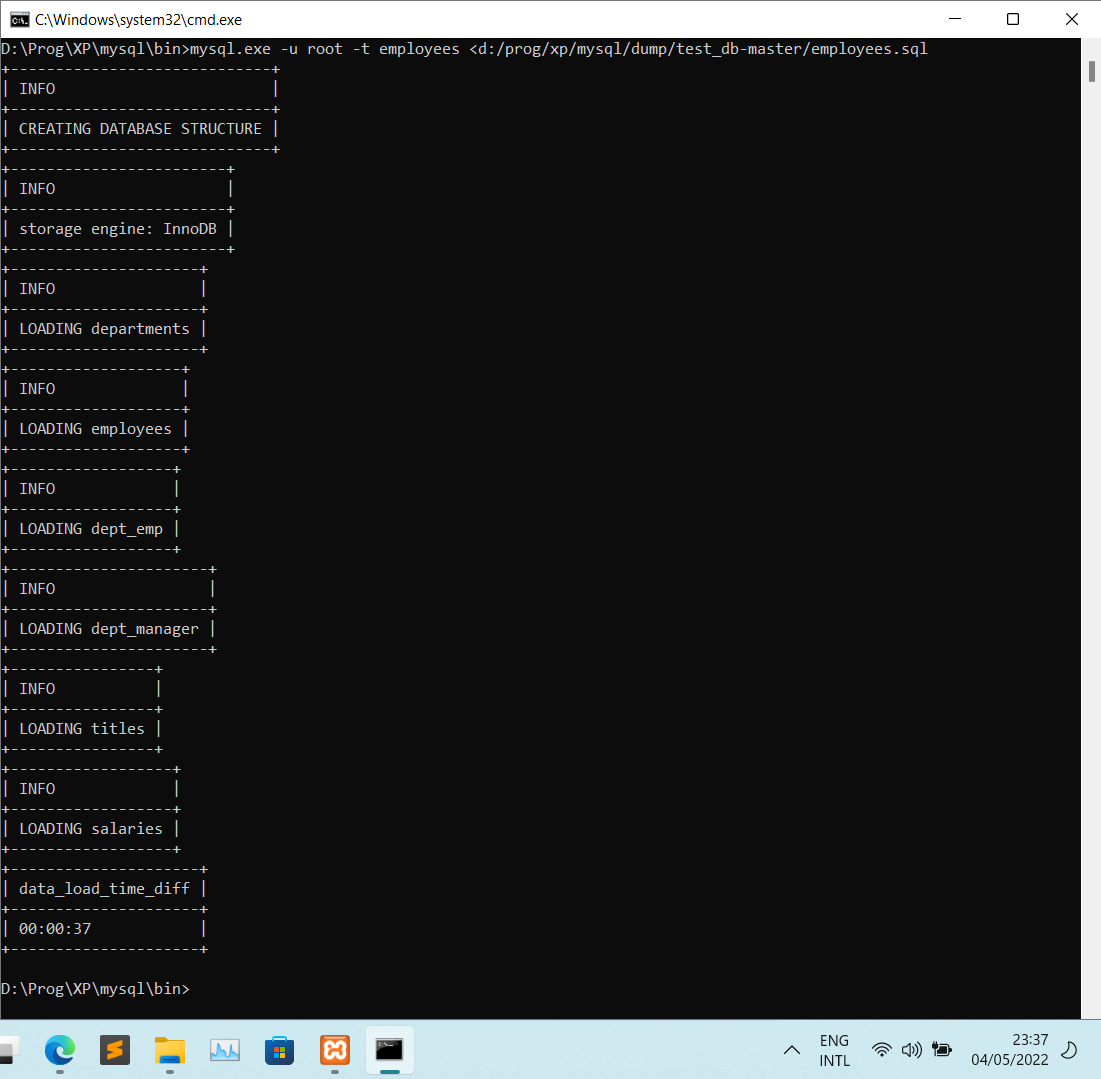 C:\Windows\system32\cmd.exe
D:\Prog\XP\mysql\bin>mysql.exe -u root -t employees <d:/prog/xp/mysql/dump/test_db-master/employees.sql
+-----------------------------+
| INFO                        |
+-----------------------------+
| CREATING DATABASE STRUCTURE |
+-----------------------------+
+------------------------+
| INFO                   |
+------------------------+
| storage engine: InnoDB |
+------------------------+
+---------------------+
| INFO                |
+---------------------+
| LOADING departments |
+---------------------+
+-------------------+
| INFO              |
+-------------------+
| LOADING employees |
+-------------------+
+------------------+
| INFO             |
+------------------+
| LOADING dept_emp |
+------------------+
+----------------------+
| INFO                 |
+----------------------+
| LOADING dept_manager |
+----------------------+
+----------------+
| INFO           |
+----------------+
| LOADING titles |
+----------------+
+------------------+
| INFO             |
+------------------+
| LOADING salaries |
+------------------+
+---------------------+
| data_load_time_diff |
+---------------------+
| 00:00:37            |
+---------------------+
D:\Prog\XP\mysql\bin>
ENG
INTL
23:37
04/05/2022